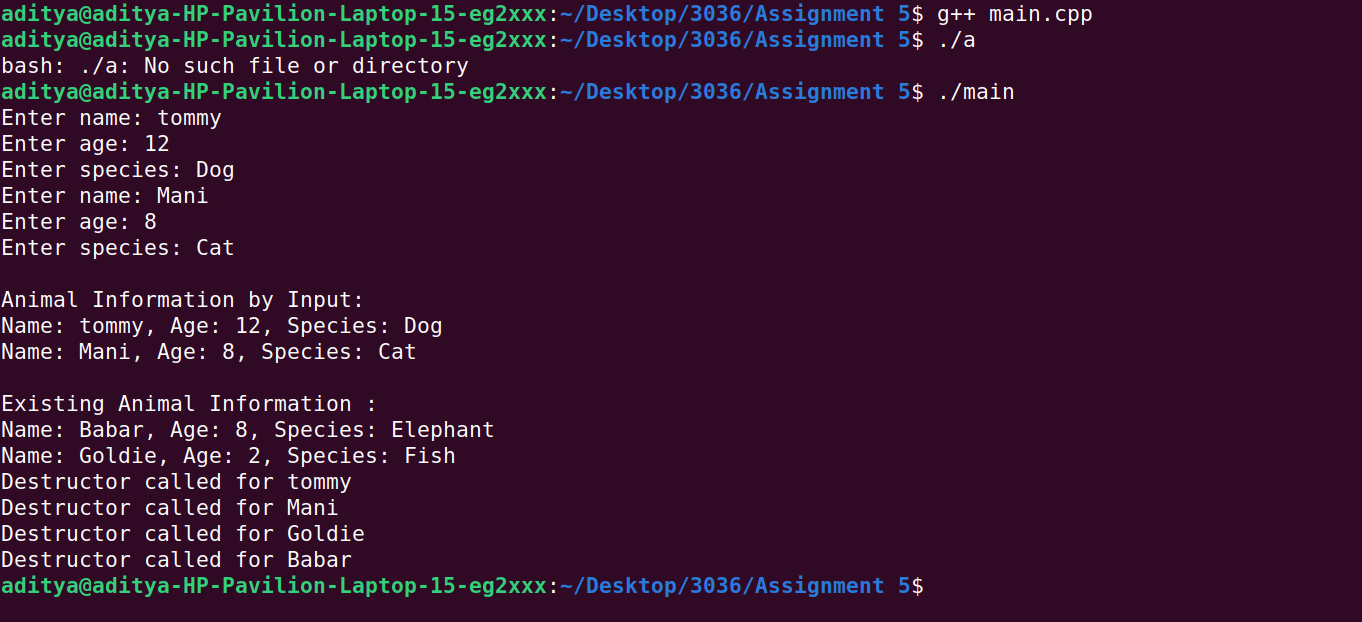 aditya@aditya-HP-Pavilion-Laptop-15-eg2xxx:~/Desktop/3036/Assignment 5$ g++ main.cpp
aditya@aditya-HP-Pavilion-Laptop-15-eg2xxx:~/Desktop/3036/Assignment 5$ ./a
bash: ./a: No such file or directory
aditya@aditya-HP-Pavilion-Laptop-15-eg2xxx:~/Desktop/3036/Assignment 5$ ./main
Enter name: tommy
Enter age: 12
Enter species: Dog
Enter name: Mani
Enter age: 8
Enter species: Cat

Animal Information by Input:
Name: tommy, Age: 12, Species: Dog
Name: Mani, Age: 8, Species: Cat

Existing Animal Information :
Name: Babar, Age: 8, Species: Elephant
Name: Goldie, Age: 2, Species: Fish
Destructor called for tommy
Destructor called for Mani
Destructor called for Goldie
Destructor called for Babar
aditya@aditya-HP-Pavilion-Laptop-15-eg2xxx:~/Desktop/3036/Assignment 5$